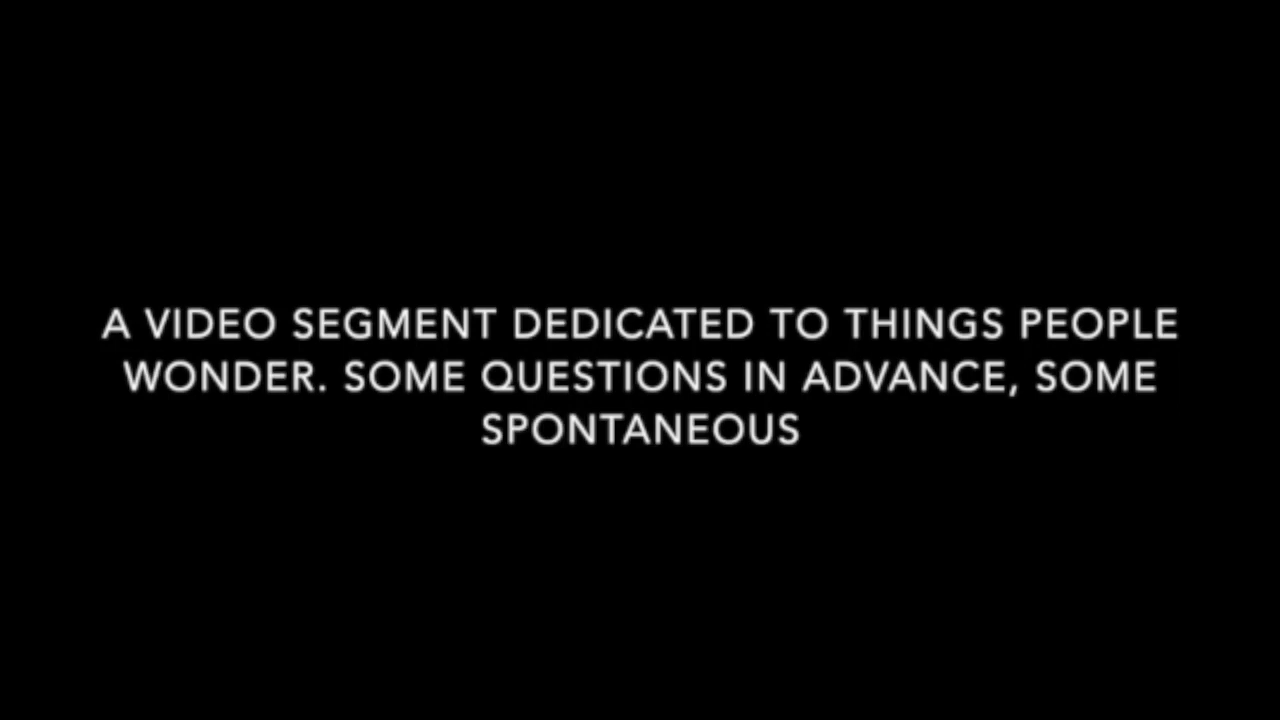 A VIDEO SEGMENT DEDICATED TO THINGS PEOPLE
WONDER. SOME QUESTIONS IN ADVANCE, SOME
SPONTANEOUS